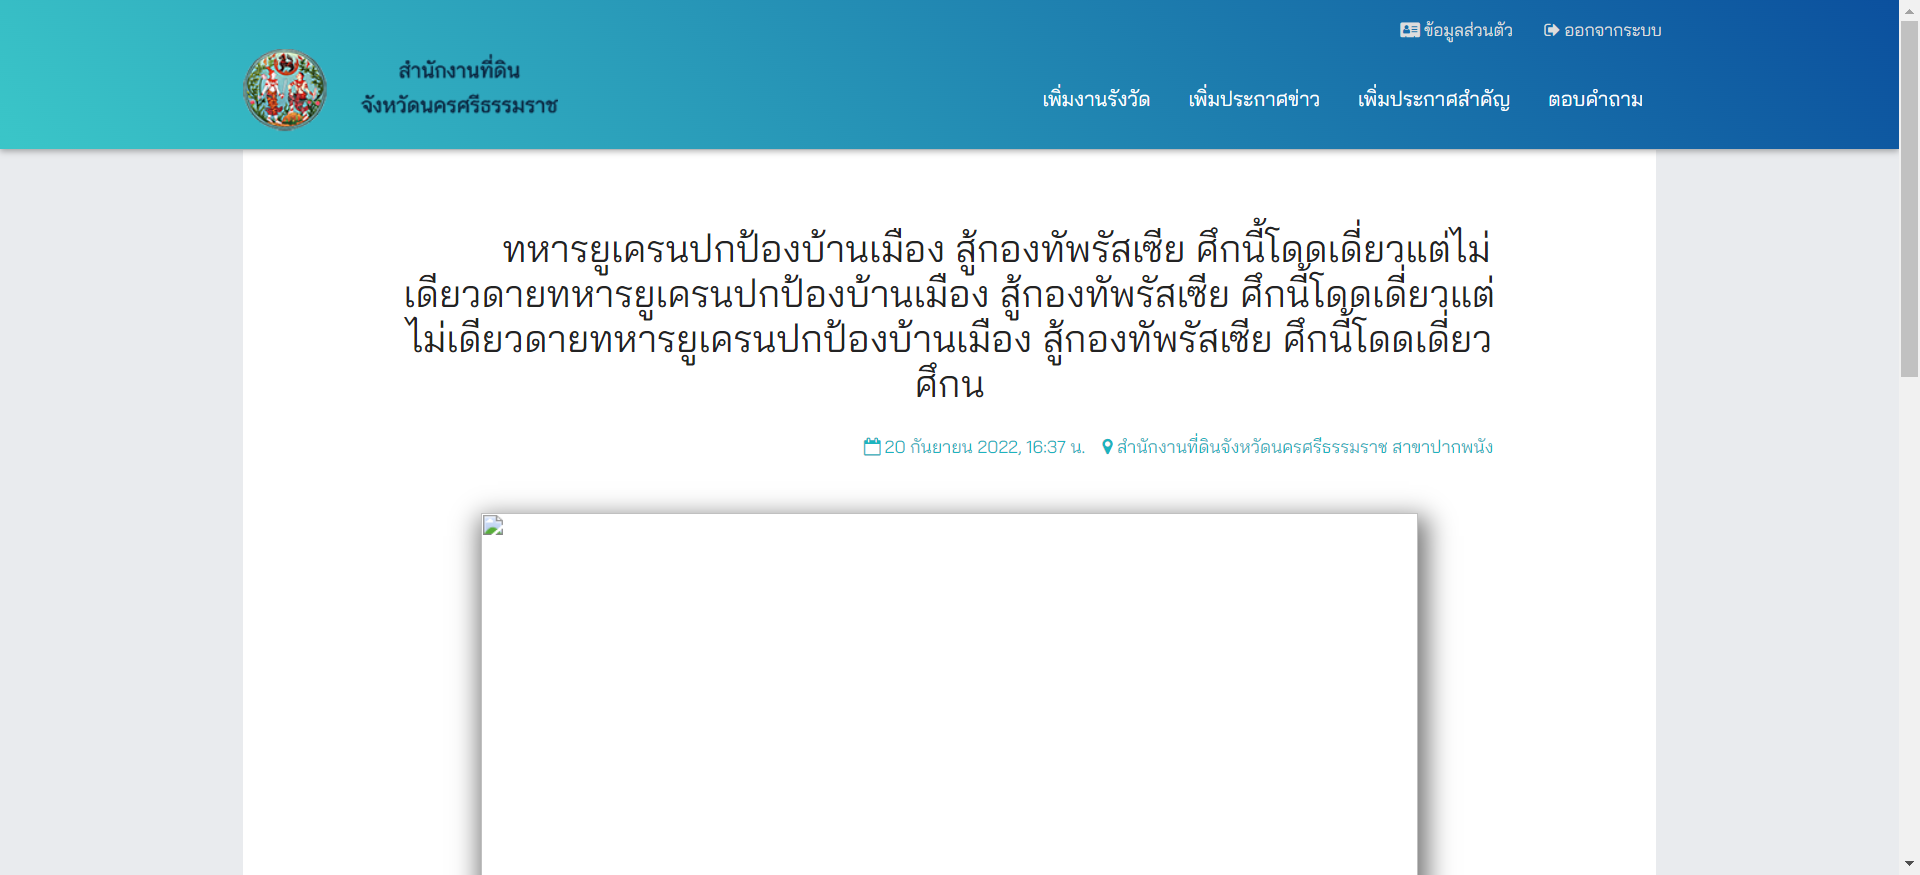 ข้อมูลส่วนตัว ออกจากระบบ
สำนักงานที่ดิน
จังหวัดนครศรีธรรมราช
เพิ่มงานรังวัด เพิ่มประกาศข่าว เพิ่มประกาศสำคัญ ตอบคำถาม
ทหารยูเครนปกป้องบ้านเมือง สู้กองทัพรัสเซีย ศึกนี้โดดเดี่ยวแต่ไม่
เดียวดายทหารยูเครนปกป้องบ้านเมือง สู้กองทัพรัสเซีย ศึกนี้โดดเดี่ยวแต่
ไม่เดียวดายทหารยูเครนปกป้องบ้านเมือง สู้กองทัพรัสเซีย ศึกนี้โดดเดี่ยว
ศึกน
20 กันยายน 2022, 16:37 น. สำนักงานที่ดินจังหวัดนครศรีธรรมราช สาขาปากพนัง